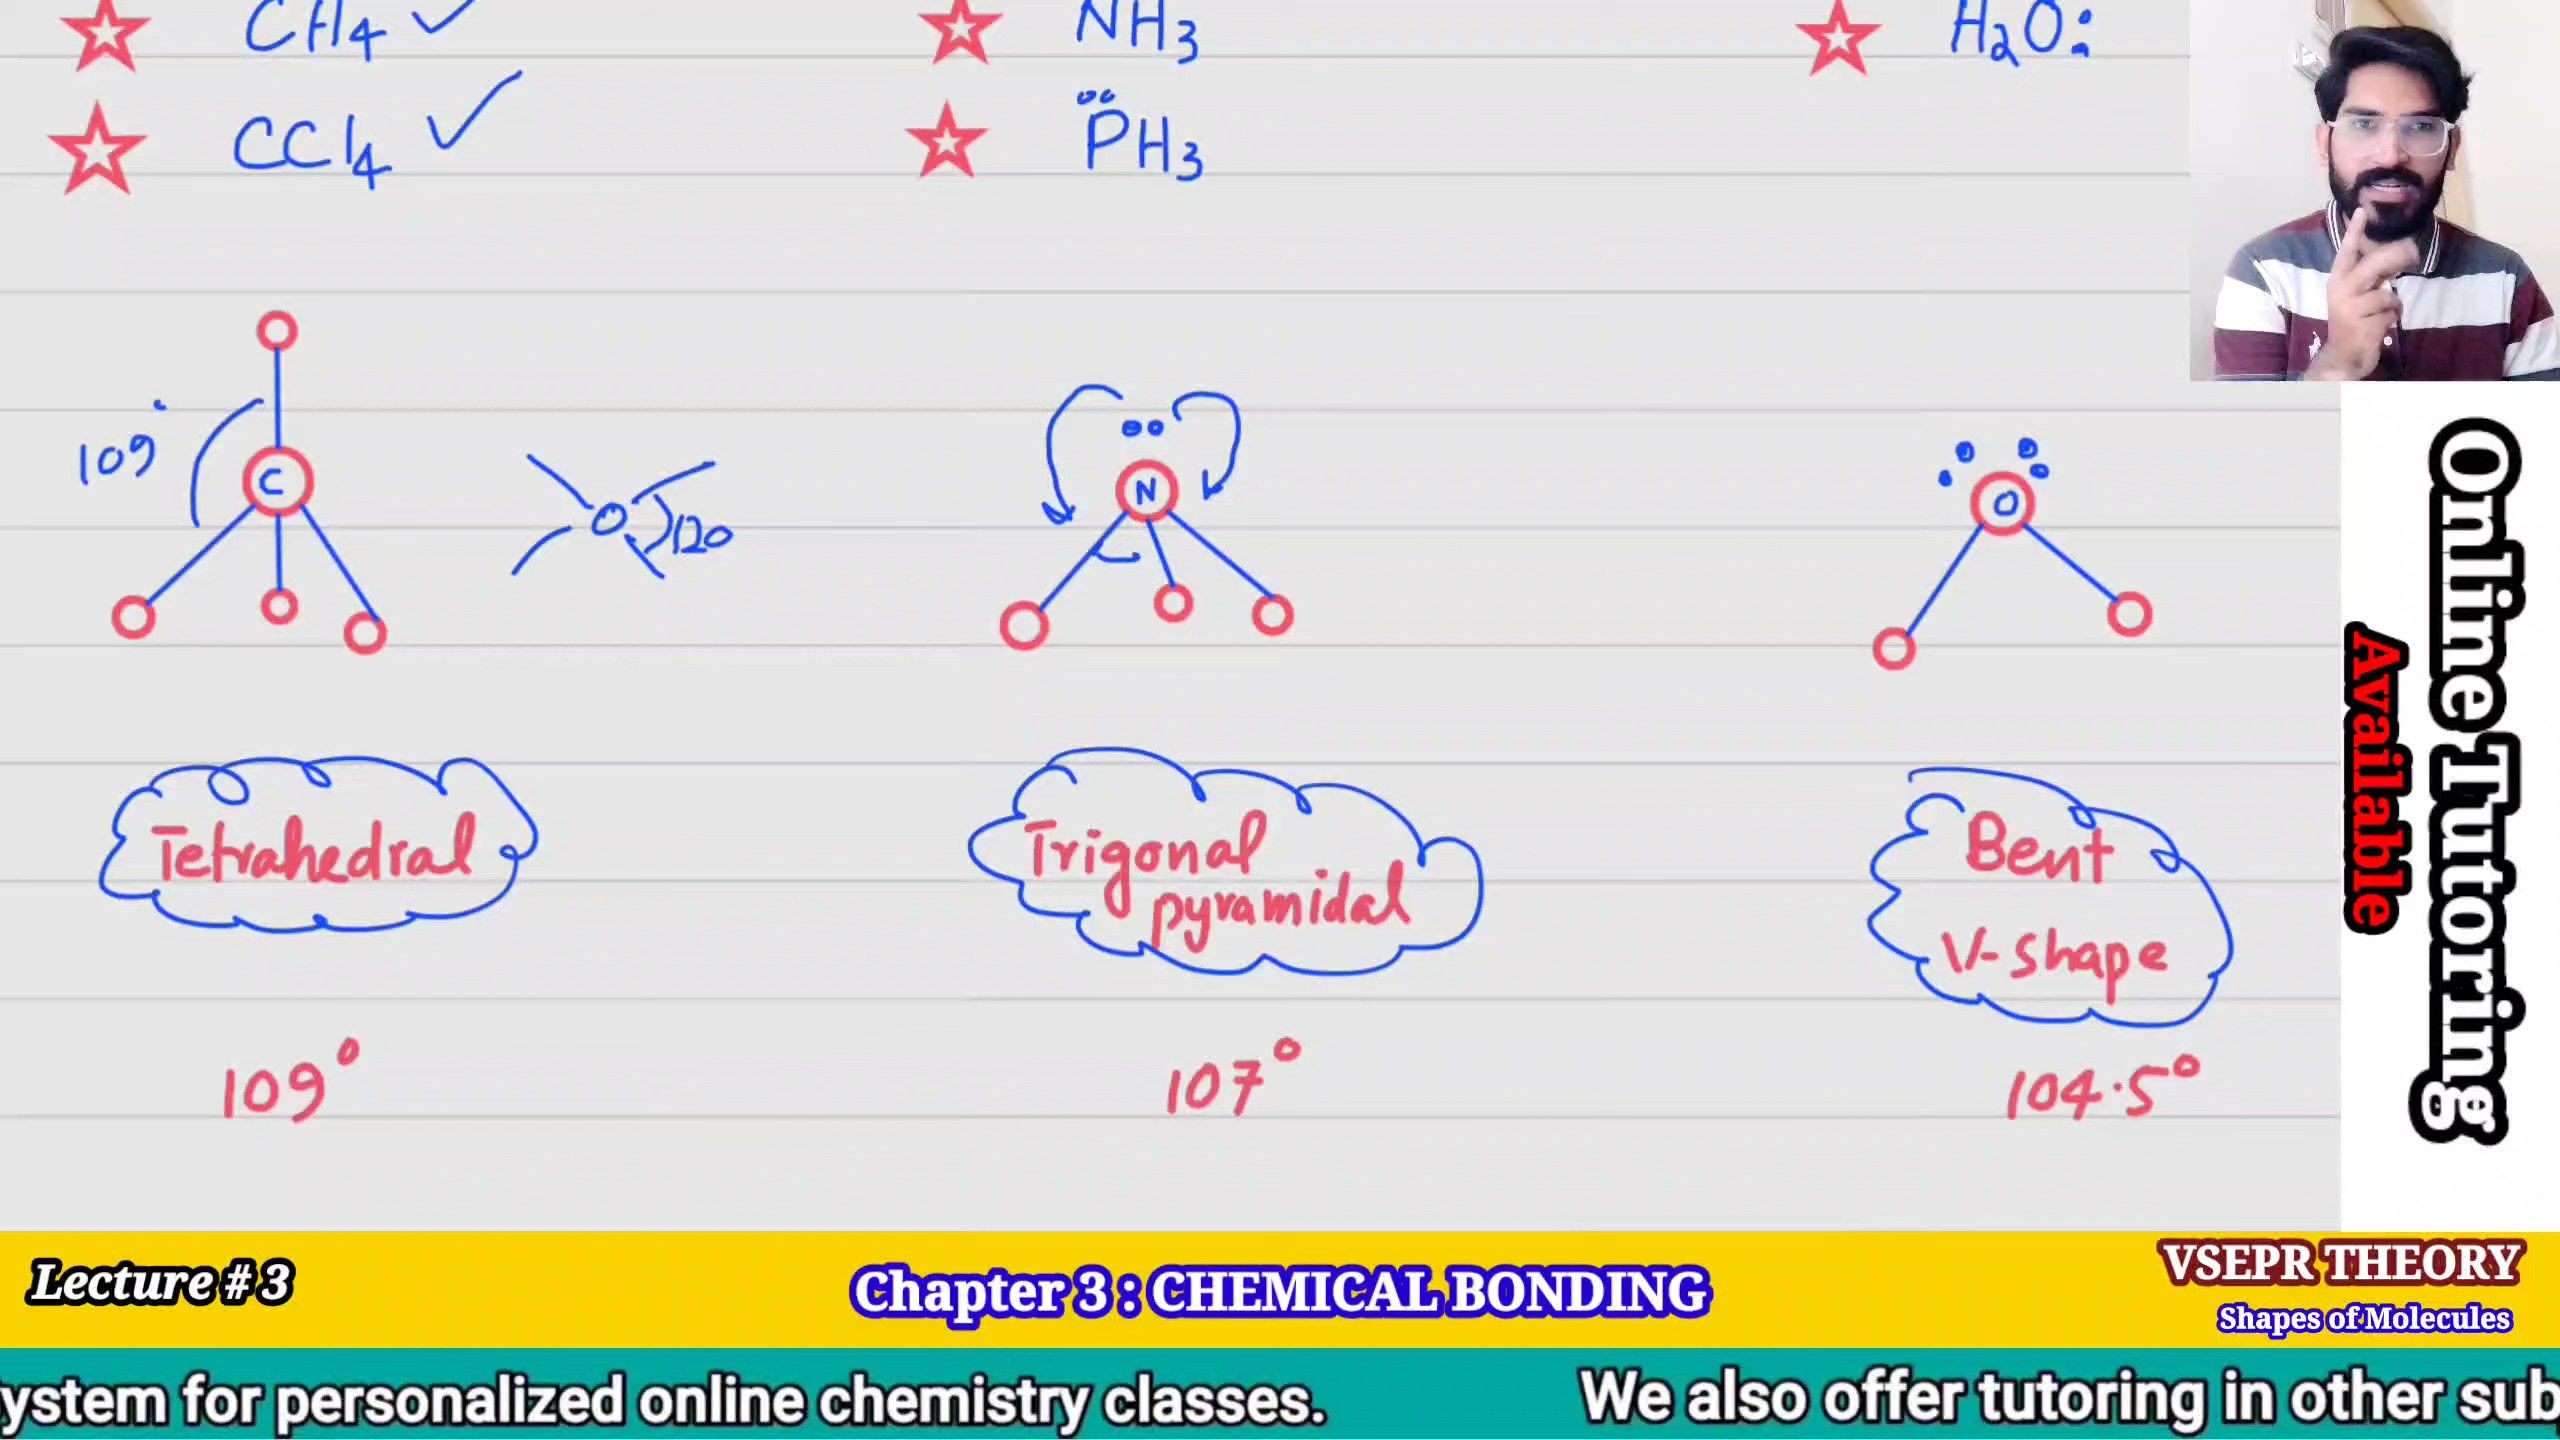 CH4
NH3
H2O:
CCl4
PH3
109°
C
120
N
O
Tetrahedral
Trigonal
pyramidal
Bent
V-shape
109°
107°
104.5°
Online Tutoring
Available
Lecture # 3
Chapter 3 : CHEMICAL BONDING
VSEPR THEORY
Shapes of Molecules
ystem for personalized online chemistry classes.
We also offer tutoring in other sub